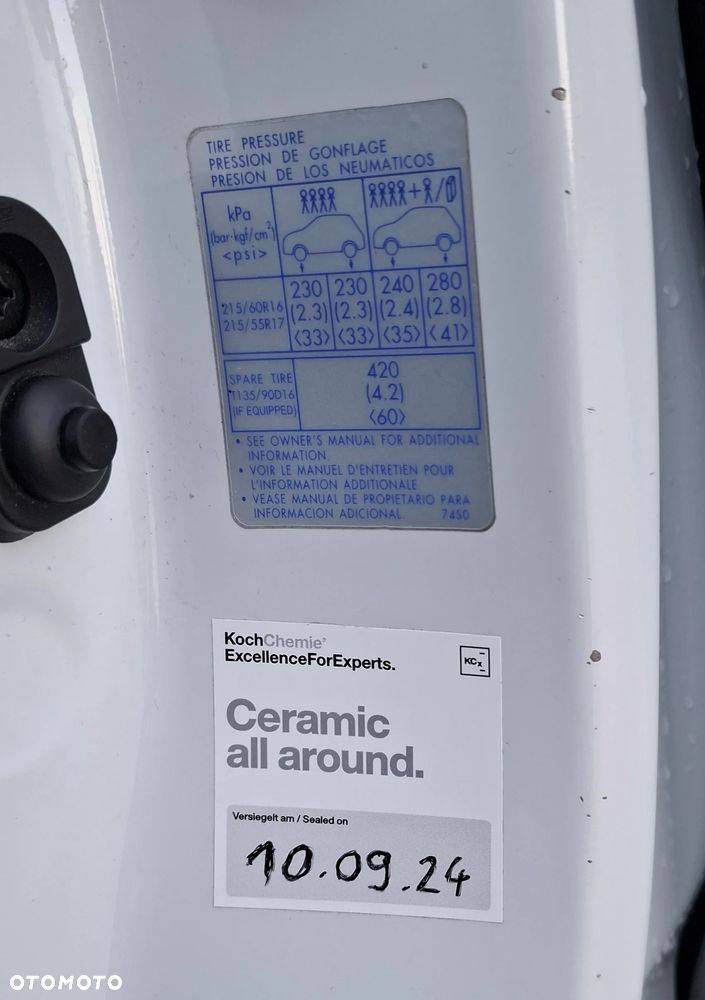 TIRE PRESSURE
PRESSION DE GONFLAGE
PRESION DE LOS NEUMATICOS
kPa
(bar·kgf/cm²)
<psi>
215/60R16
215/55R17
230 230 240 280
(2.3) (2.3) (2.4) (2.8)
<33> <33> <35> <41>
SPARE TIRE
T135/90D16
(IF EQUIPPED)
420
(4.2)
<60>
• SEE OWNER'S MANUAL FOR ADDITIONAL
INFORMATION.
• VOIR LE MANUEL D'ENTRETIEN POUR
L'INFORMATION ADDITIONALE.
• VEASE MANUAL DE PROPIETARIO PARA
INFORMACION ADICIONAL. 7450
KochChemie®
ExcellenceForExperts.
KCx
Ceramic
all around.
Versiegelt am / Sealed on
10.09.24
OTOMOTO